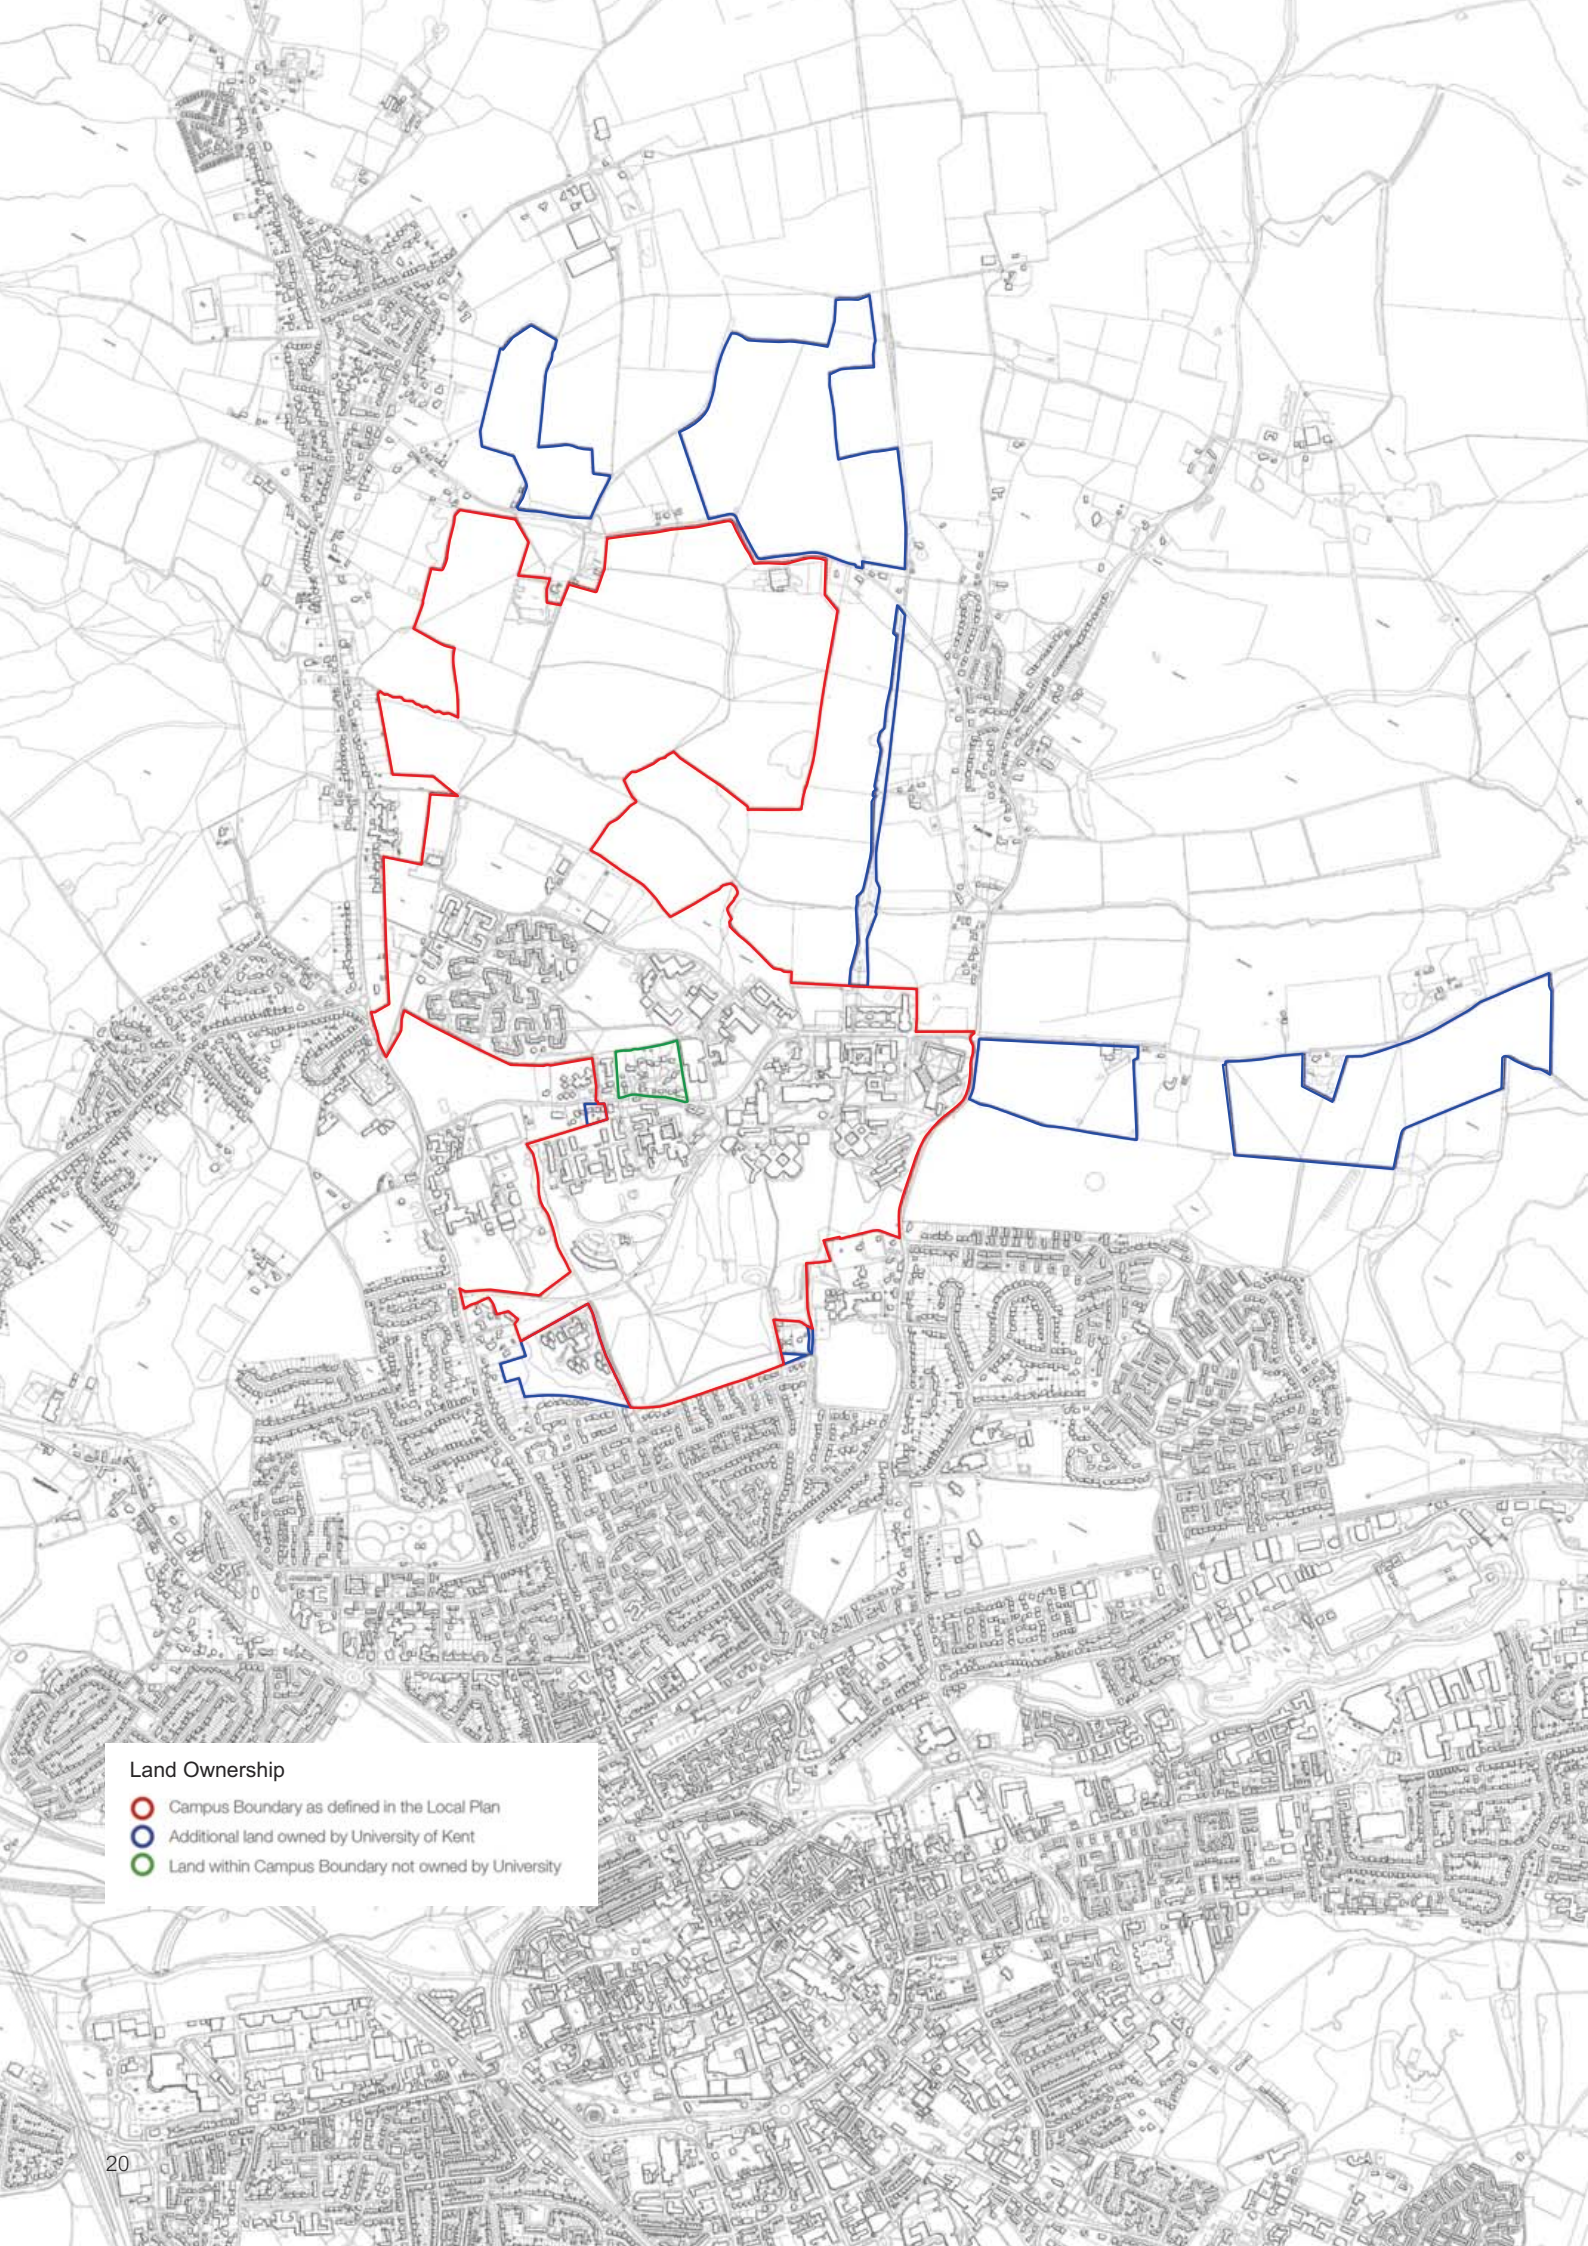 Land Ownership
Campus Boundary as defined in the Local Plan
Additional land owned by University of Kent
Land within Campus Boundary not owned by University
20